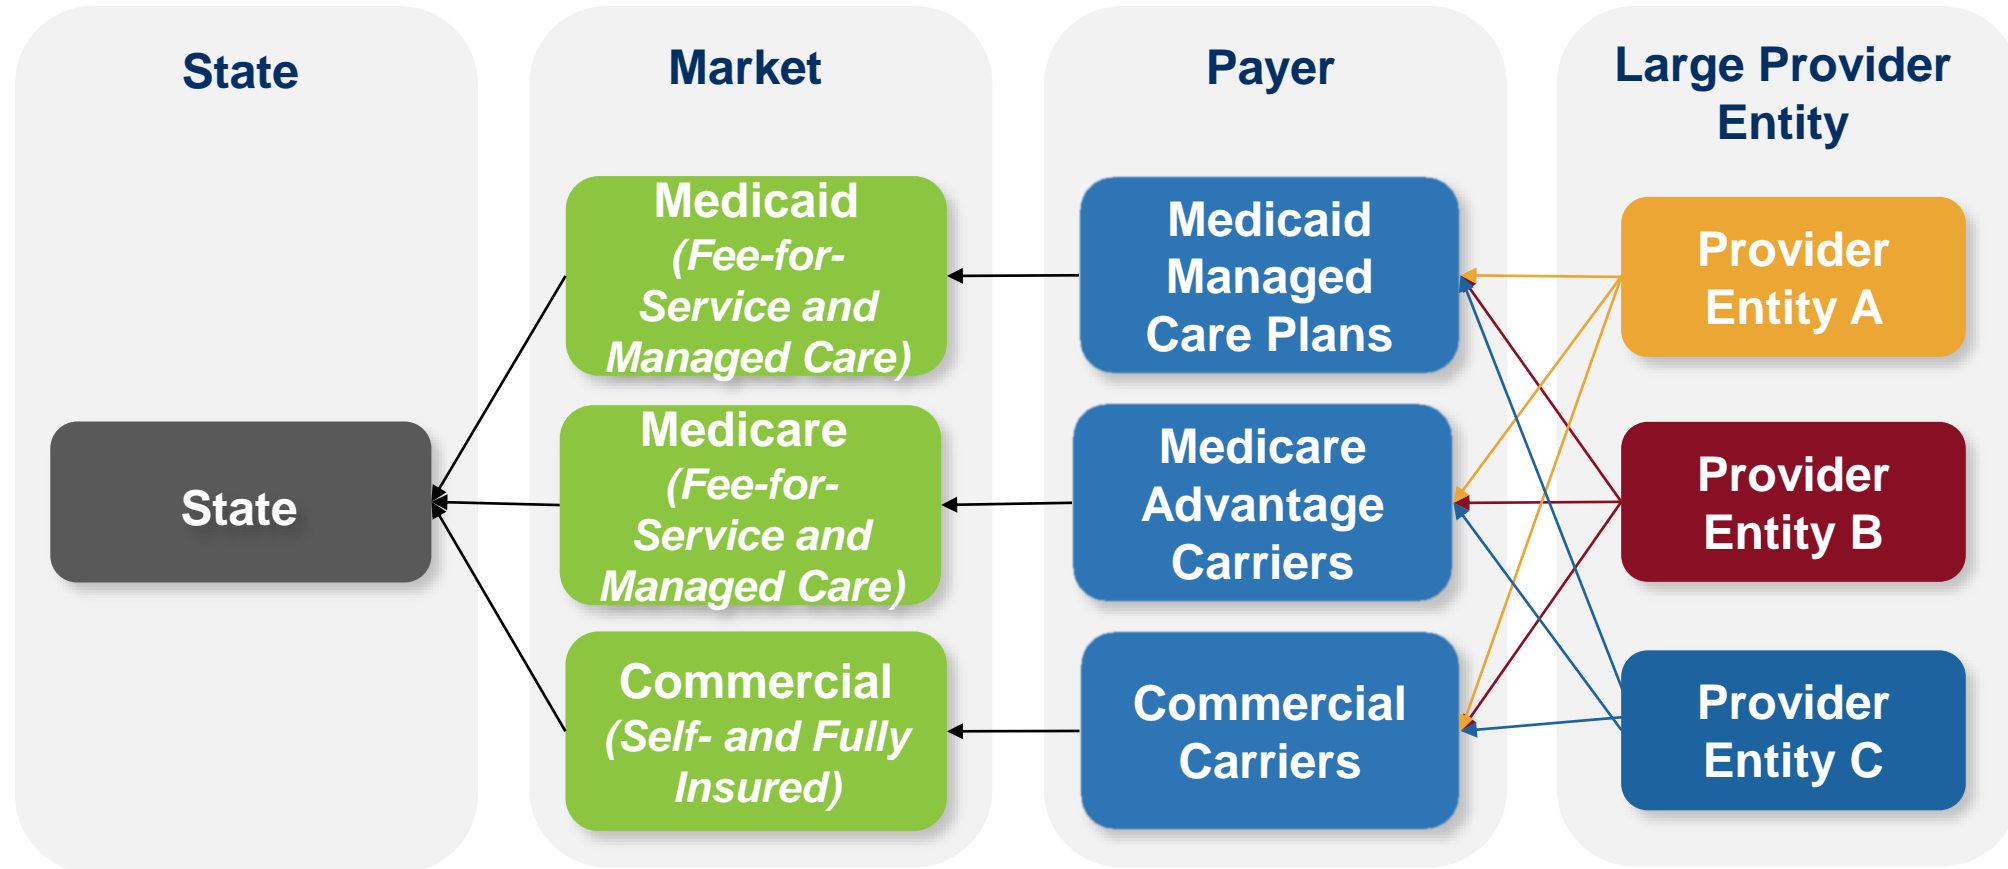 State
Market
Payer
Large Provider
Entity
Medicaid
(Fee-for-
Service and
Managed Care)
Medicaid
Managed
Care Plans
Provider
Entity A
State
Medicare
(Fee-for-
Service and
Managed Care)
Medicare
Advantage
Carriers
Provider
Entity B
Commercial
(Self- and Fully
Insured)
Commercial
Carriers
Provider
Entity C